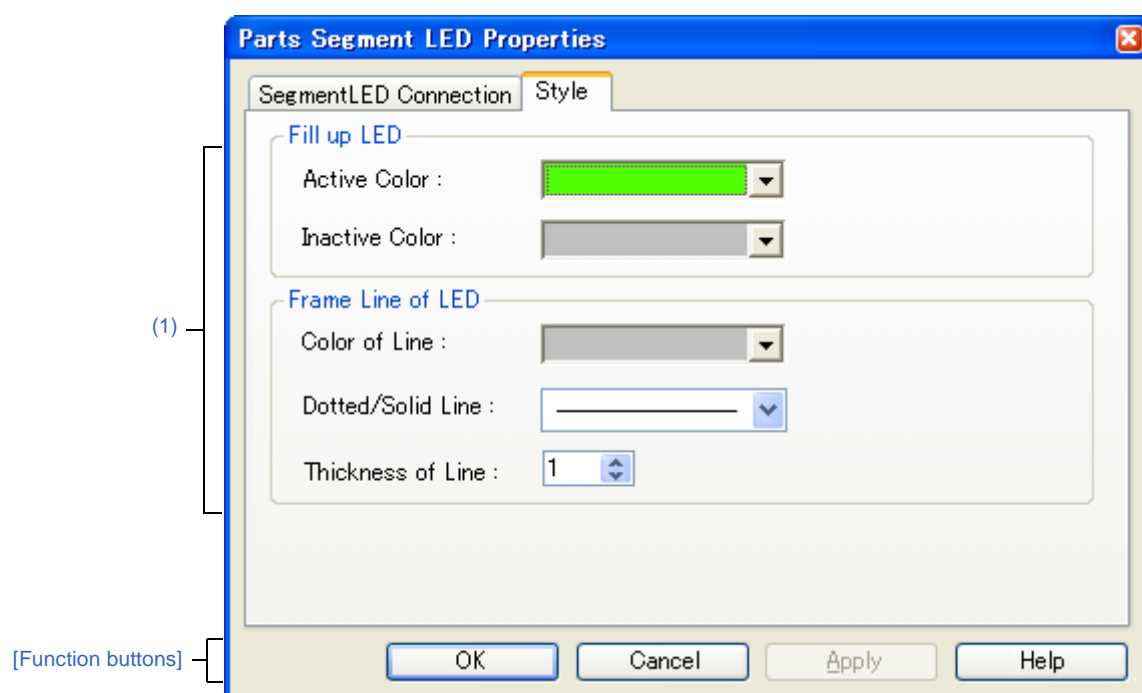 Parts Segment LED Properties
SegmentLED Connection Style
Fill up LED
Active Color :
Inactive Color :
Frame Line of LED
(1)
Color of Line :
Dotted/Solid Line :
Thickness of Line : 1
[Function buttons]
OK Cancel Apply Help